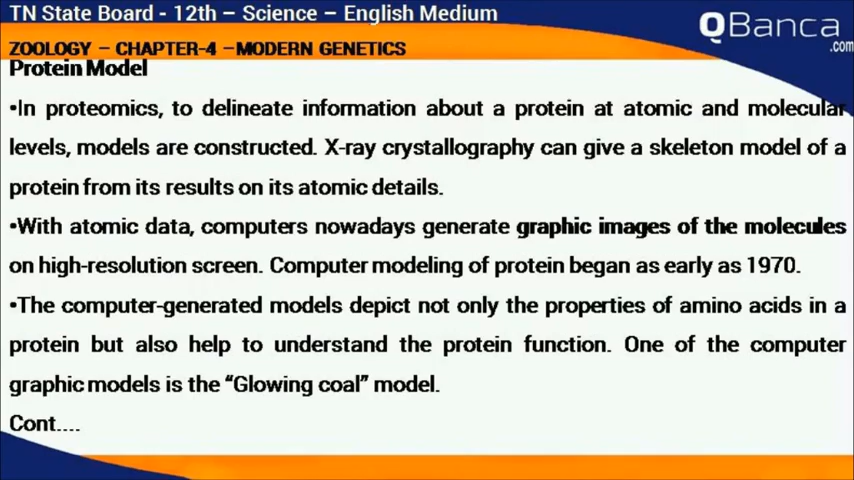 TN State Board - 12th – Science – English Medium
QBanca
.com
ZOOLOGY – CHAPTER-4 –MODERN GENETICS
Protein Model
•In proteomics, to delineate information about a protein at atomic and molecular
levels, models are constructed. X-ray crystallography can give a skeleton model of a
protein from its results on its atomic details.
•With atomic data, computers nowadays generate graphic images of the molecules
on high-resolution screen. Computer modeling of protein began as early as 1970.
•The computer-generated models depict not only the properties of amino acids in a
protein but also help to understand the protein function. One of the computer
graphic models is the “Glowing coal” model.
Cont....